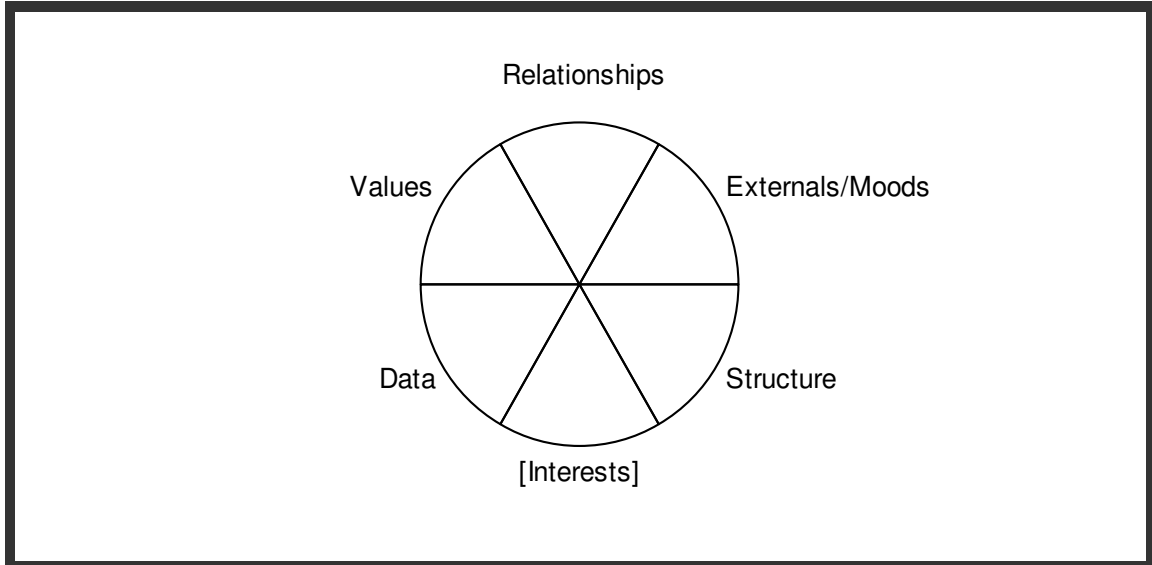 Relationships
Values
Externals/Moods
Data
Structure
[Interests]